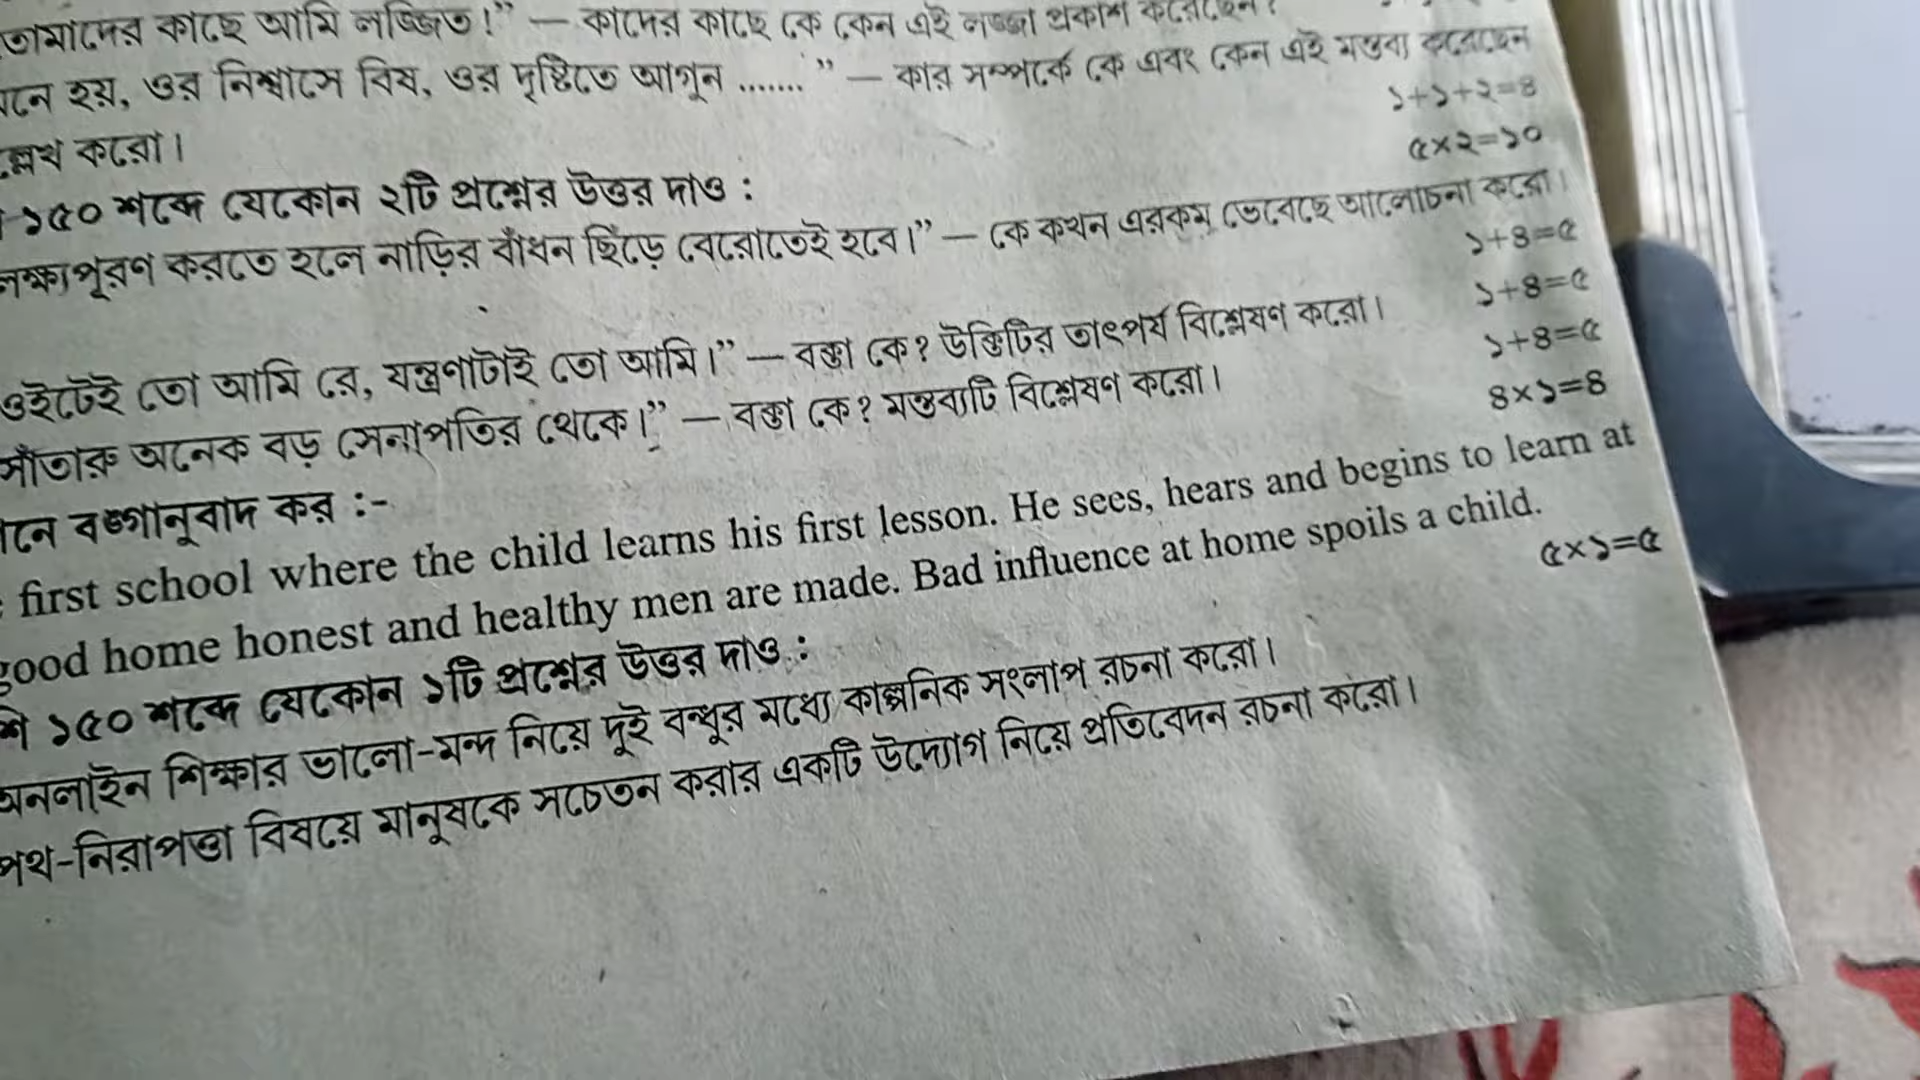 তোমাদের কাছে আমি লজ্জিত!” — কাদের কাছে কে কেন এই লজ্জা প্রকাশ করেছেন?
মনে হয়, ওর নিশ্বাসে বিষ, ওর দৃষ্টিতে আগুন .......” — কার সম্পর্কে কে এবং কেন এই মন্তব্য করেছেন
১+১+২=৪
ল্লেখ করো।
৫×২=১০
১৫০ শব্দে যেকোন ২টি প্রশ্নের উত্তর দাও :
লক্ষ্যপূরণ করতে হলে নাড়ির বাঁধন ছিঁড়ে বেরোতেই হবে।” — কে কখন এরকম ভেবেছে আলোচনা করো।
১+৪=৫
১+৪=৫
ওইটেই তো আমি রে, যন্ত্রণাটাই তো আমি।” — বক্তা কে? উক্তিটির তাৎপর্য বিশ্লেষণ করো।
১+৪=৫
সাঁতারু অনেক বড় সেনাপতির থেকে।” — বক্তা কে? মন্তব্যটি বিশ্লেষণ করো।
৪×১=৪
নে বঙ্গানুবাদ কর :-
first school where the child learns his first lesson. He sees, hears and begins to learn at
good home honest and healthy men are made. Bad influence at home spoils a child.
৫×১=৫
১৫০ শব্দে যেকোন ১টি প্রশ্নের উত্তর দাও :
অনলাইন শিক্ষার ভালো-মন্দ নিয়ে দুই বন্ধুর মধ্যে কাল্পনিক সংলাপ রচনা করো।
পথ-নিরাপত্তা বিষয়ে মানুষকে সচেতন করার একটি উদ্যোগ নিয়ে প্রতিবেদন রচনা করো।